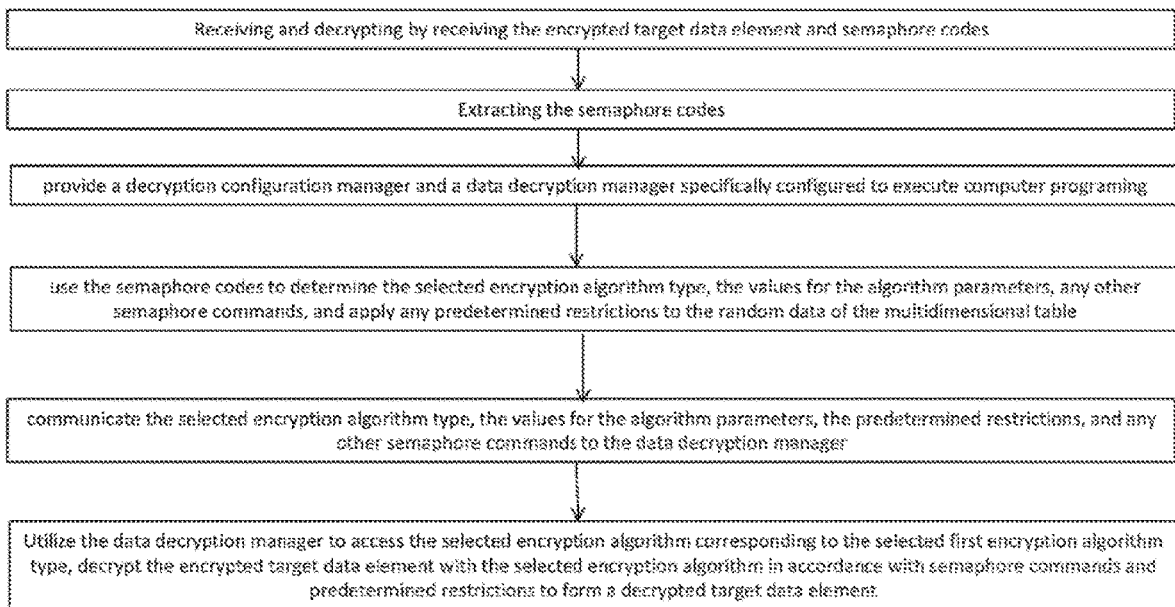 Receiving and decrypting by receiving the encrypted target data element and semaphore codes
Extracting the semaphore codes
provide a decryption configuration manager and a data decryption manager specifically configured to execute computer programing
use the semaphore codes to determine the selected encryption algorithm type, the values for the algorithm parameters, any other
semaphore commands, and apply any predetermined restrictions to the random data of the multidimensional table
communicate the selected encryption algorithm type, the values for the algorithm parameters, the predetermined restrictions, and any
other semaphore commands to the data decryption manager
Utilize the data decryption manager to access the selected encryption algorithm corresponding to the selected first encryption algorithm
type, decrypt the encrypted target data element with the selected encryption algorithm in accordance with semaphore commands and
predetermined restrictions to form a decrypted target data element.